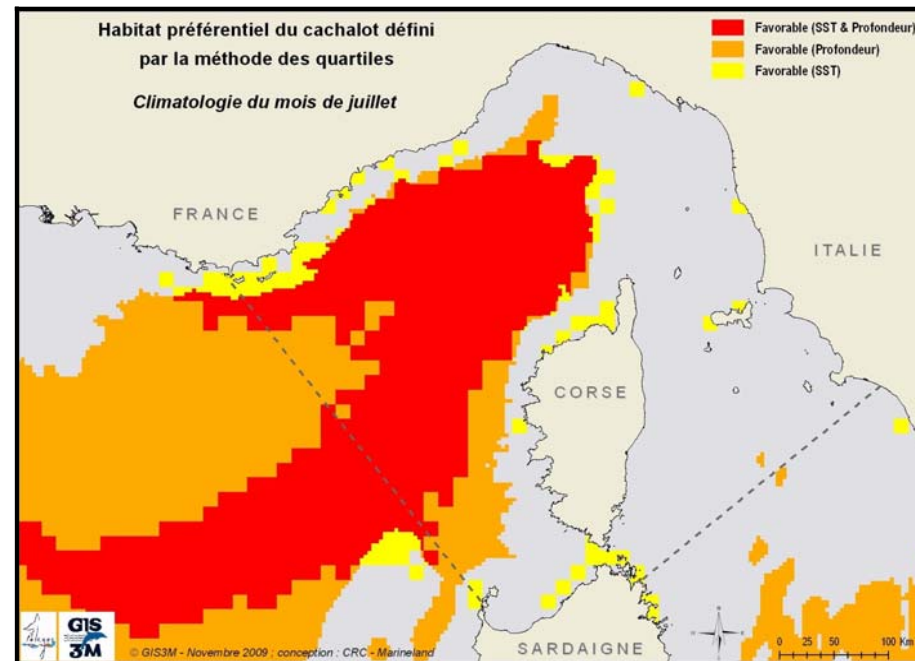 Habitat préférentiel du cachalot défini
par la méthode des quartiles
Climatologie du mois de juillet
Favorable (SST & Profondeur)
Favorable (Profondeur)
Favorable (SST)
FRANCE
ITALIE
CORSE
SARDAIGNE
0 25 50 100 Km
GIS
3M
© GIS3M - Novembre 2009 ; conception : CRC - Marineland